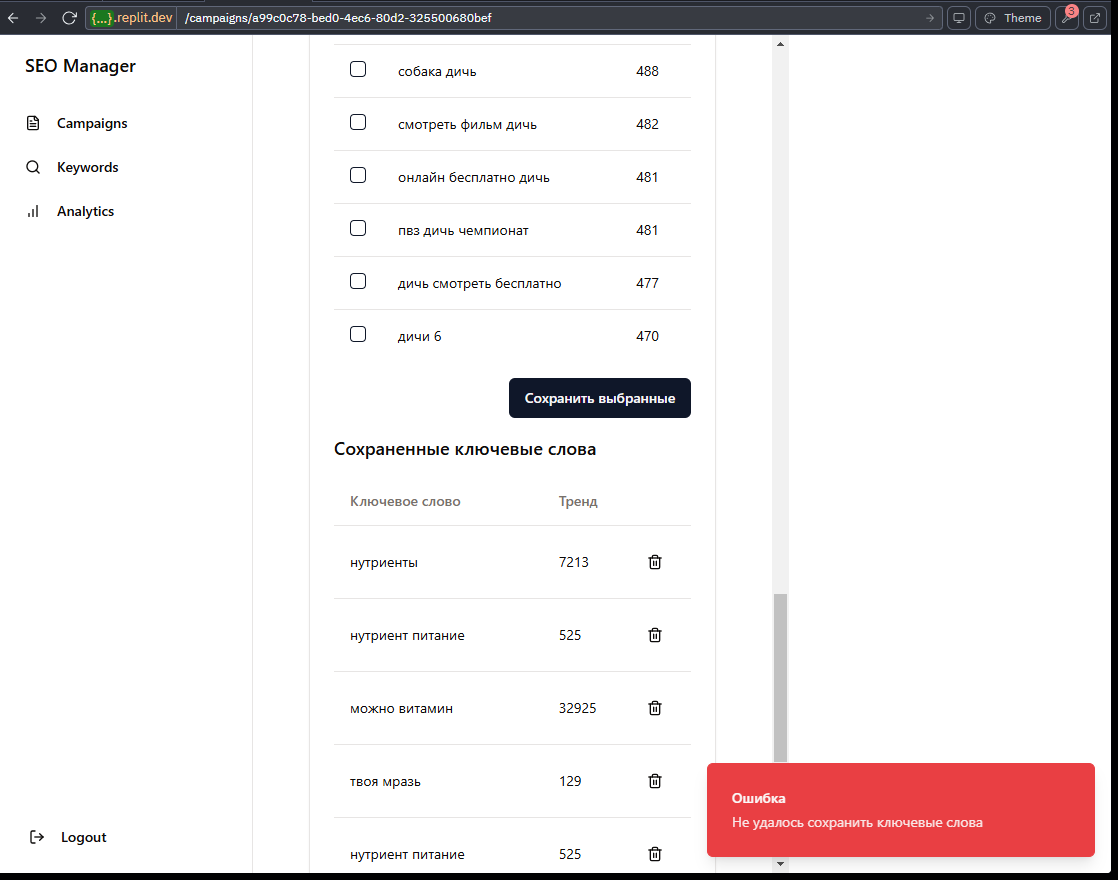 {...}.replit.dev /campaigns/a99c0c78-bed0-4ec6-80d2-325500680bef Theme 3
SEO Manager
Campaigns
Keywords
Analytics
собака дичь 488
смотреть фильм дичь 482
онлайн бесплатно дичь 481
пвз дичь чемпионат 481
дичь смотреть бесплатно 477
дичи 6 470
Сохранить выбранные
Сохраненные ключевые слова
Ключевое слово Тренд
нутриенты 7213
нутриент питание 525
можно витамин 32925
твоя мразь 129
нутриент питание 525
Ошибка
Не удалось сохранить ключевые слова
Logout